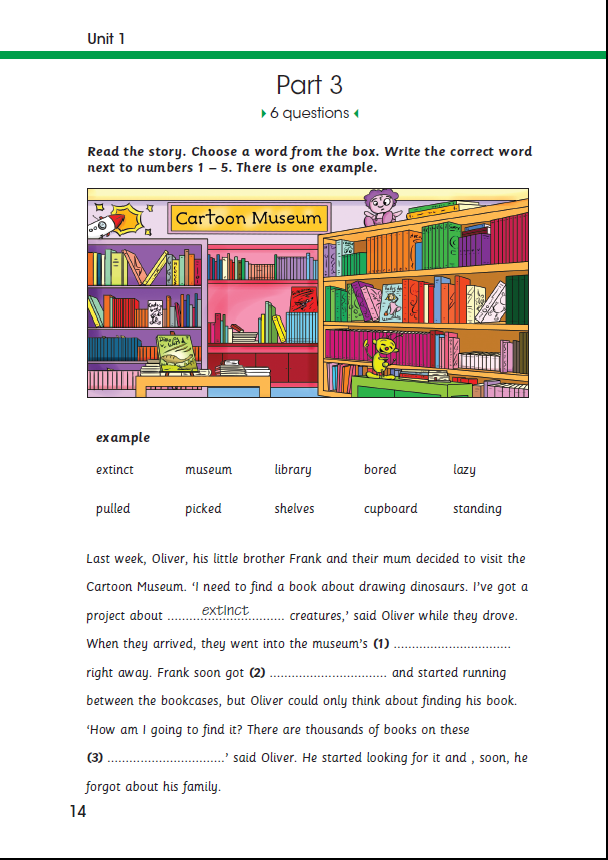 Unit 1
Part 3
6 questions
Read the story. Choose a word from the box. Write the correct word
next to numbers 1 – 5. There is one example.
Cartoon Museum
example
extinct museum library bored lazy
pulled picked shelves cupboard standing
Last week, Oliver, his little brother Frank and their mum decided to visit the
Cartoon Museum. ‘I need to find a book about drawing dinosaurs. I’ve got a
project about ......extinct...... creatures,’ said Oliver while they drove.
When they arrived, they went into the museum’s (1) ...............................
right away. Frank soon got (2) ............................... and started running
between the bookcases, but Oliver could only think about finding his book.
‘How am I going to find it? There are thousands of books on these
(3) ...............................’ said Oliver. He started looking for it and , soon, he
forgot about his family.
14